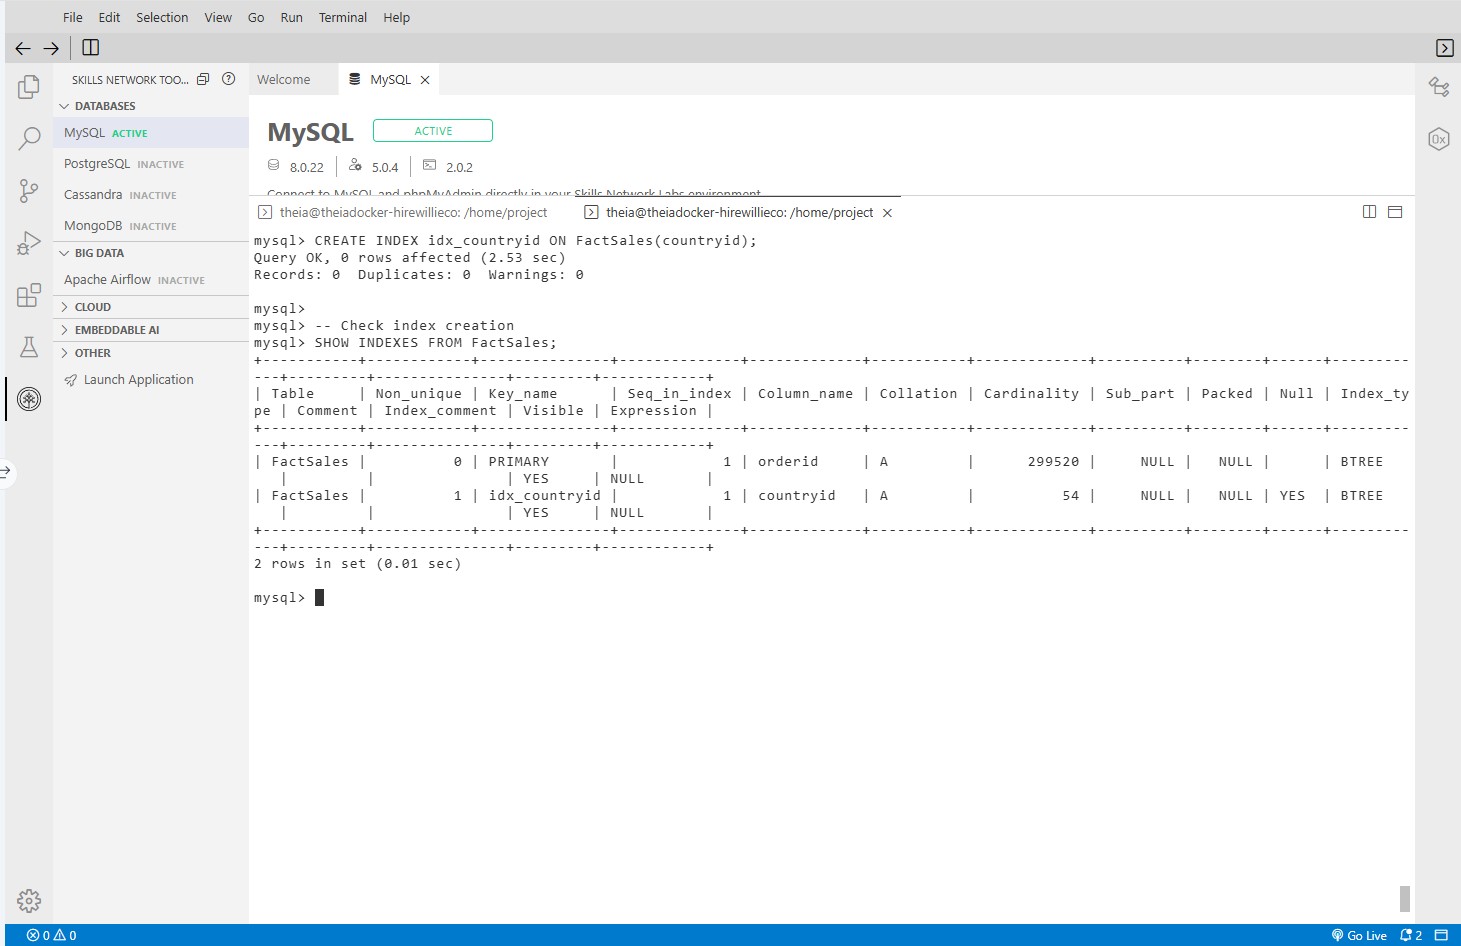 File Edit Selection View Go Run Terminal Help
SKILLS NETWORK TOO...
Welcome
MySQL
DATABASES
MySQL ACTIVE
PostgreSQL INACTIVE
Cassandra INACTIVE
MongoDB INACTIVE
BIG DATA
Apache Airflow INACTIVE
CLOUD
EMBEDDABLE AI
OTHER
Launch Application
MySQL ACTIVE
8.0.22 5.0.4 2.0.2
Connect to MySQL and phpMyAdmin directly in your Skills Network Labs environment
theia@theiadocker-hirewillieco: /home/project theia@theiadocker-hirewillieco: /home/project
mysql> CREATE INDEX idx_countryid ON FactSales(countryid);
Query OK, 0 rows affected (2.53 sec)
Records: 0  Duplicates: 0  Warnings: 0
mysql>
mysql> -- Check index creation
mysql> SHOW INDEXES FROM FactSales;
| Table | Non_unique | Key_name | Seq_in_index | Column_name | Collation | Cardinality | Sub_part | Packed | Null | Index_ty
pe | Comment | Index_comment | Visible | Expression |
| FactSales | 0 | PRIMARY | 1 | orderid | A | 299520 | NULL | NULL | | BTREE
| | | YES | NULL |
| FactSales | 1 | idx_countryid | 1 | countryid | A | 54 | NULL | NULL | YES | BTREE
| | | YES | NULL |
2 rows in set (0.01 sec)
mysql>
0x
0 0
Go Live 2